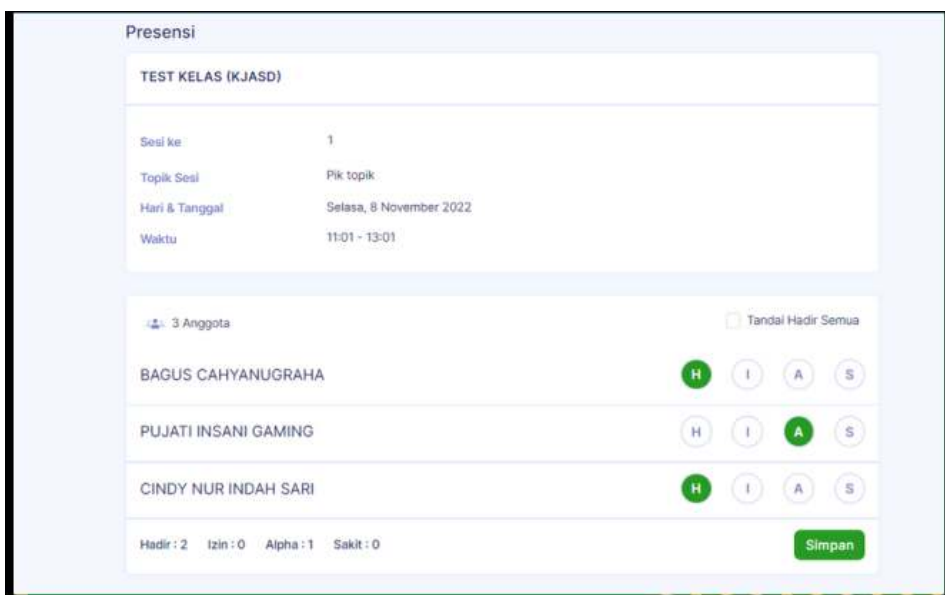 Presensi
TEST KELAS (KJASD)
Sesi ke 1
Topik Sesi Pik topik
Hari & Tanggal Selasa, 8 November 2022
Waktu 11:01 - 13:01
3 Anggota Tandai Hadir Semua
BAGUS CAHYANUGRAHA H I A S
PUJATI INSANI GAMING H I A S
CINDY NUR INDAH SARI H I A S
Hadir : 2 Izin : 0 Alpha : 1 Sakit : 0 Simpan